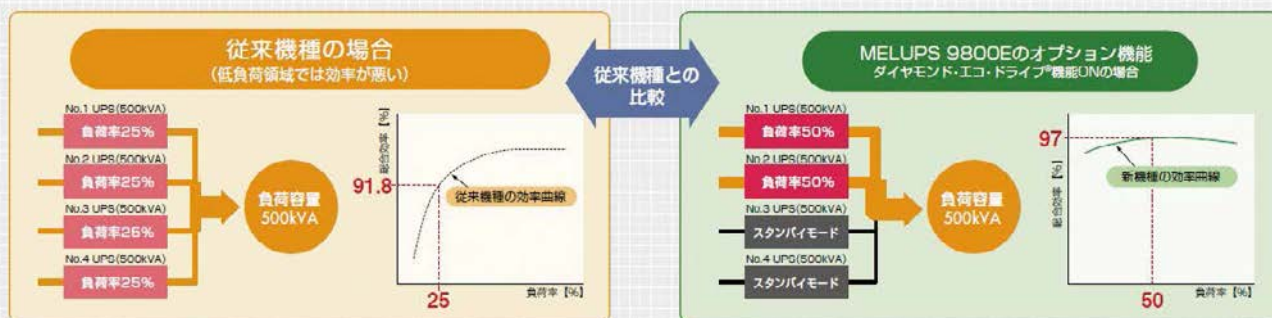 従来機種の場合
(低負荷領域では効率が悪い)
No.1 UPS(500kVA)
負荷率25%
No.2 UPS(500kVA)
負荷率25%
No.3 UPS(500kVA)
負荷率25%
No.4 UPS(500kVA)
負荷率25%
負荷容量
500kVA
総合効率【%】
91.8
従来機種の効率曲線
25
負荷率【%】
従来機種との
比較
MELUPS 9800Eのオプション機能
ダイヤモンド・エコ・ドライブ®機能ONの場合
No.1 UPS(500kVA)
負荷率50%
No.2 UPS(500kVA)
負荷率50%
No.3 UPS(500kVA)
スタンバイモード
No.4 UPS(500kVA)
スタンバイモード
負荷容量
500kVA
総合効率【%】
97
新機種の効率曲線
50
負荷率【%】